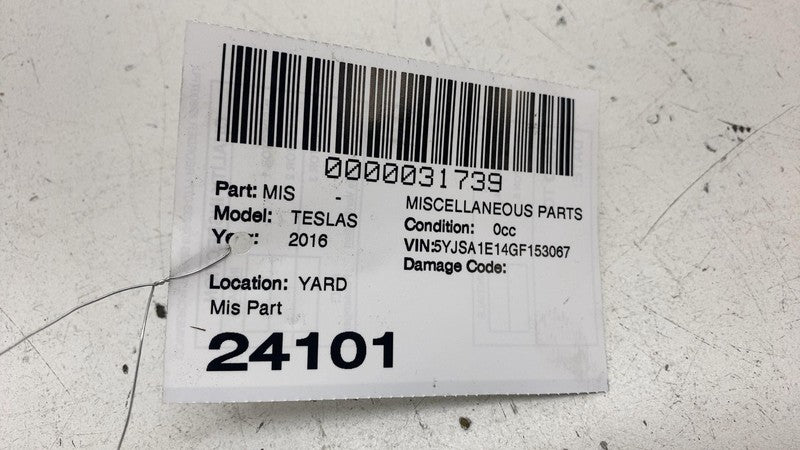 0000031739
Part: MIS - MISCELLANEOUS PARTS
Model: TESLAS Condition: 0cc
Year: 2016 VIN:5YJSA1E14GF153067
Damage Code:
Location: YARD
Mis Part
24101